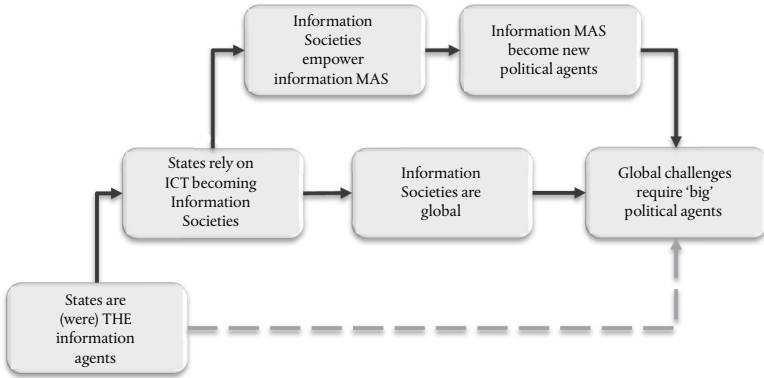 Information
Societies
empower
information MAS
Information MAS
become new
political agents
States rely on
ICT becoming
Information
Societies
Information
Societies are
global
Global challenges
require ‘big’
political agents
States are
(were) THE
information
agents